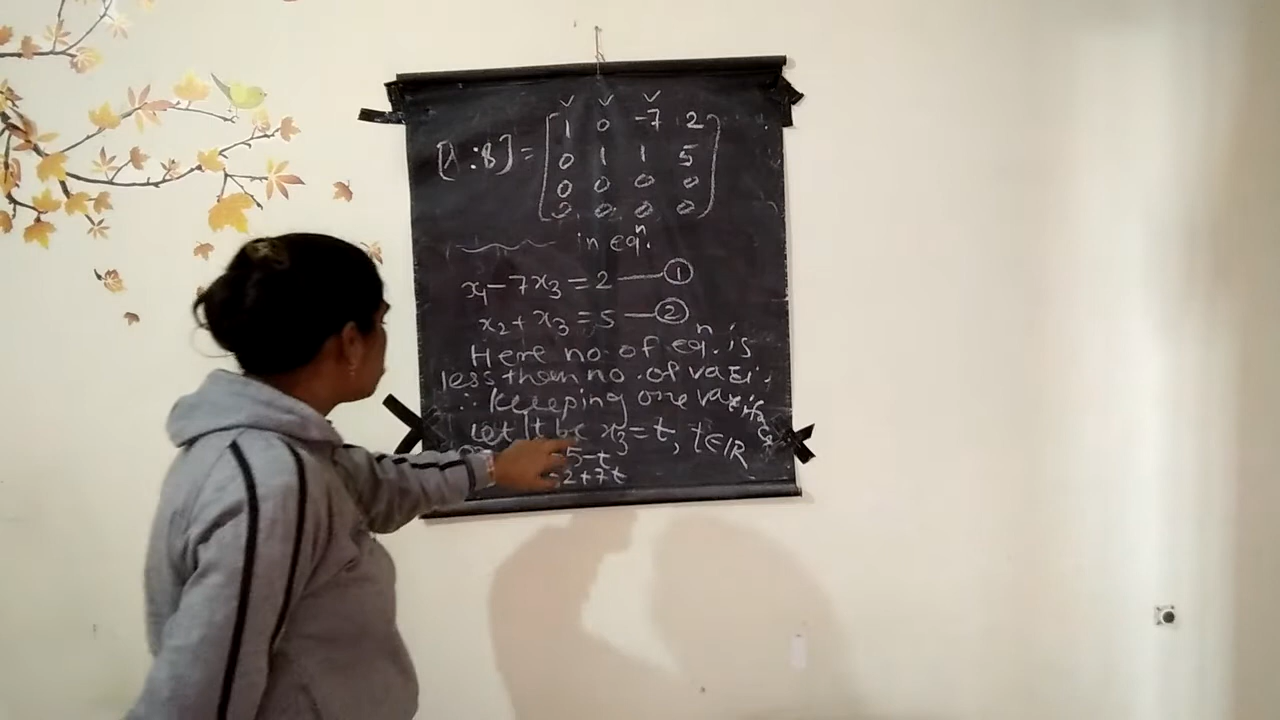 [A:B] = [1 0 -7 2
0 1 1 5
0 0 0 0
0 0 0 0]
in eqⁿ.
x₁-7x₃=2 — ①
x₂+x₃=5 — ②
Here no. of eqⁿ. is
less than no. of vari.
∴ keeping one vari
Let it be x₃=t, t∈IR
5-t
2+7t